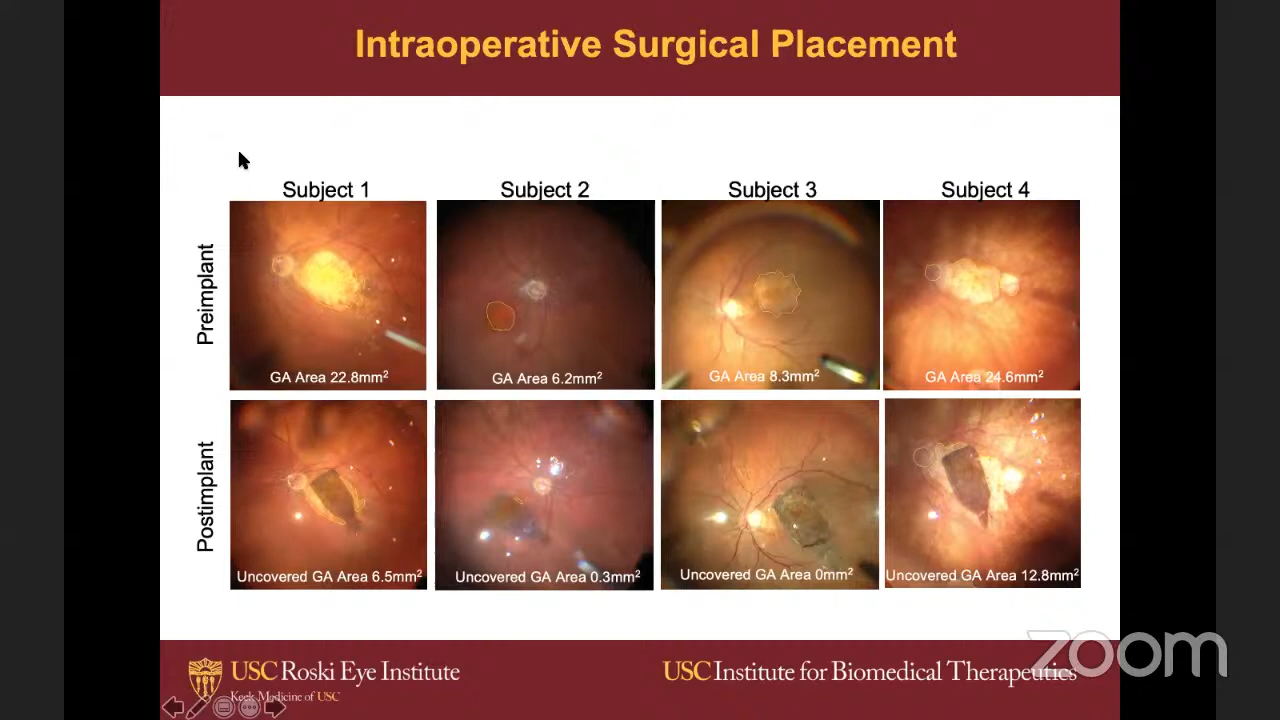 Intraoperative Surgical Placement
Subject 1
Subject 2
Subject 3
Subject 4
Preimplant
GA Area 22.8mm²
GA Area 6.2mm²
GA Area 8.3mm²
GA Area 24.6mm²
Postimplant
Uncovered GA Area 6.5mm²
Uncovered GA Area 0.3mm²
Uncovered GA Area 0mm²
Uncovered GA Area 12.8mm²
USC Roski Eye Institute
Keck Medicine of USC
USC Institute for Biomedical Therapeutics
zoom